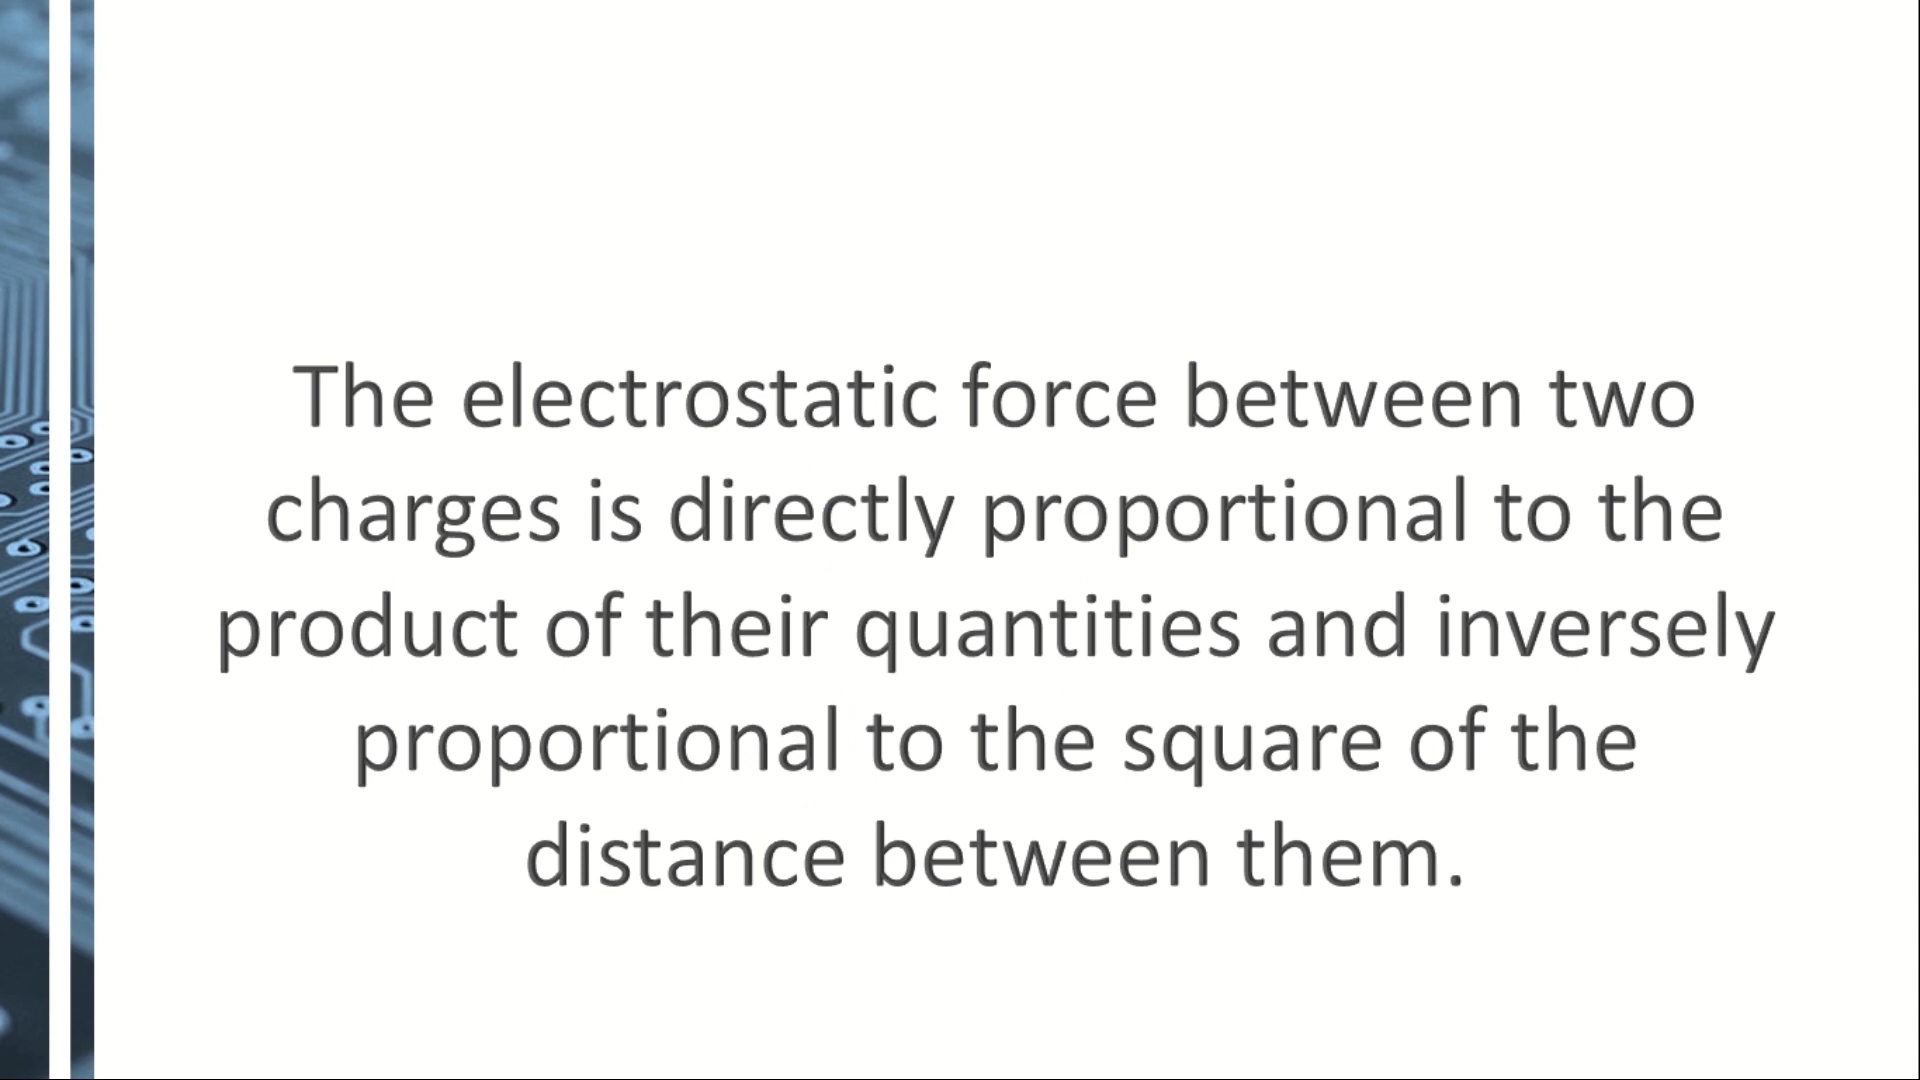 The electrostatic force between two
charges is directly proportional to the
product of their quantities and inversely
proportional to the square of the
distance between them.